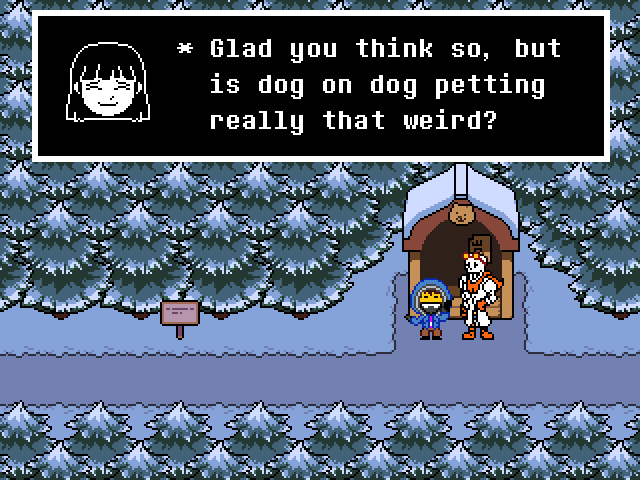 * Glad you think so, but
is dog on dog petting
really that weird?